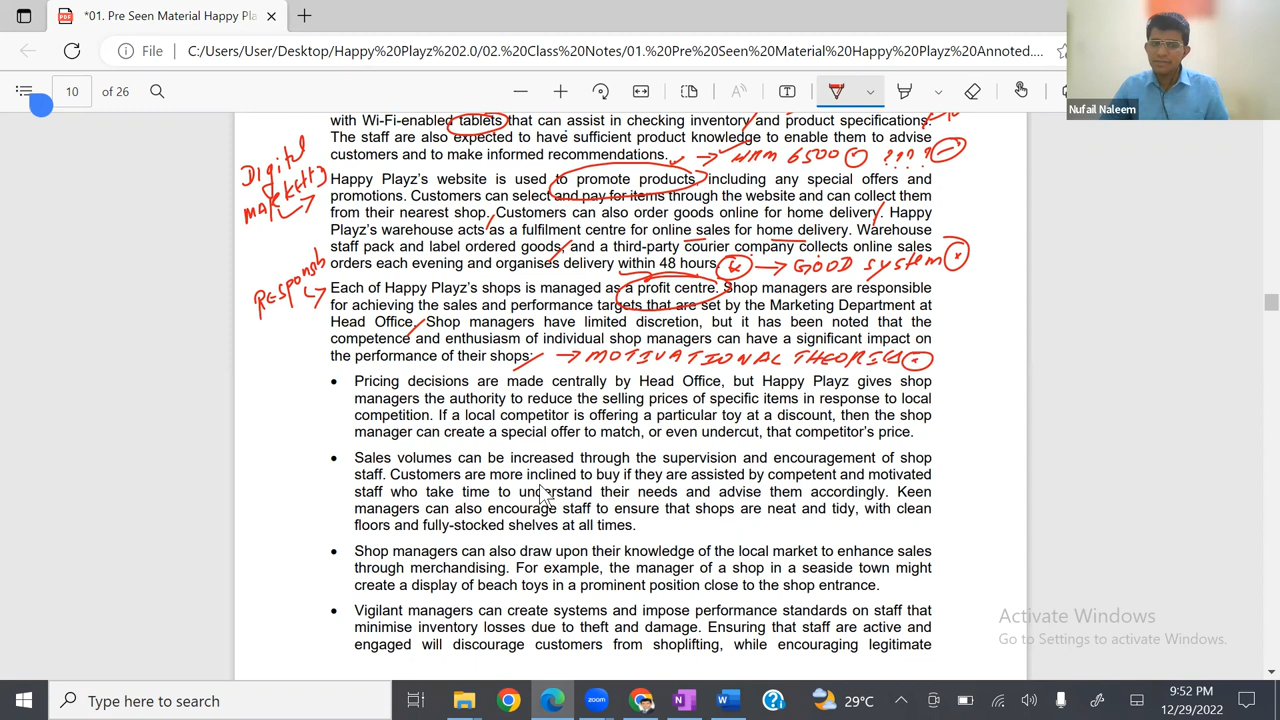 *01. Pre Seen Material Happy Pla
File
C:/Users/User/Desktop/Happy%20Playz%202.0/02.%20Class%20Notes/01.%20Pre%20Seen%20Material%20Happy%20Playz%20Annoted....
10 of 26
Nufail Naleem
with Wi-Fi-enabled tablets that can assist in checking inventory and product specifications.
The staff are also expected to have sufficient product knowledge to enable them to advise
customers and to make informed recommendations.
→ HRM 6500 ????
Digital
Happy Playz's website is used to promote products, including any special offers and
promotions. Customers can select and pay for items through the website and can collect them
from their nearest shop. Customers can also order goods online for home delivery. Happy
Playz's warehouse acts as a fulfilment centre for online sales for home delivery. Warehouse
staff pack and label ordered goods, and a third-party courier company collects online sales
orders each evening and organises delivery within 48 hours.
→ GOOD System
Each of Happy Playz's shops is managed as a profit centre. Shop managers are responsible
for achieving the sales and performance targets that are set by the Marketing Department at
Head Office. Shop managers have limited discretion, but it has been noted that the
competence and enthusiasm of individual shop managers can have a significant impact on
the performance of their shops:
→ MOTIVATIONAL THEORIES
• Pricing decisions are made centrally by Head Office, but Happy Playz gives shop
managers the authority to reduce the selling prices of specific items in response to local
competition. If a local competitor is offering a particular toy at a discount, then the shop
manager can create a special offer to match, or even undercut, that competitor's price.
• Sales volumes can be increased through the supervision and encouragement of shop
staff. Customers are more inclined to buy if they are assisted by competent and motivated
staff who take time to understand their needs and advise them accordingly. Keen
managers can also encourage staff to ensure that shops are neat and tidy, with clean
floors and fully-stocked shelves at all times.
• Shop managers can also draw upon their knowledge of the local market to enhance sales
through merchandising. For example, the manager of a shop in a seaside town might
create a display of beach toys in a prominent position close to the shop entrance.
• Vigilant managers can create systems and impose performance standards on staff that
minimise inventory losses due to theft and damage. Ensuring that staff are active and
engaged will discourage customers from shoplifting, while encouraging legitimate
Activate Windows
Go to Settings to activate Windows.
Type here to search
29°C
9:52 PM
12/29/2022